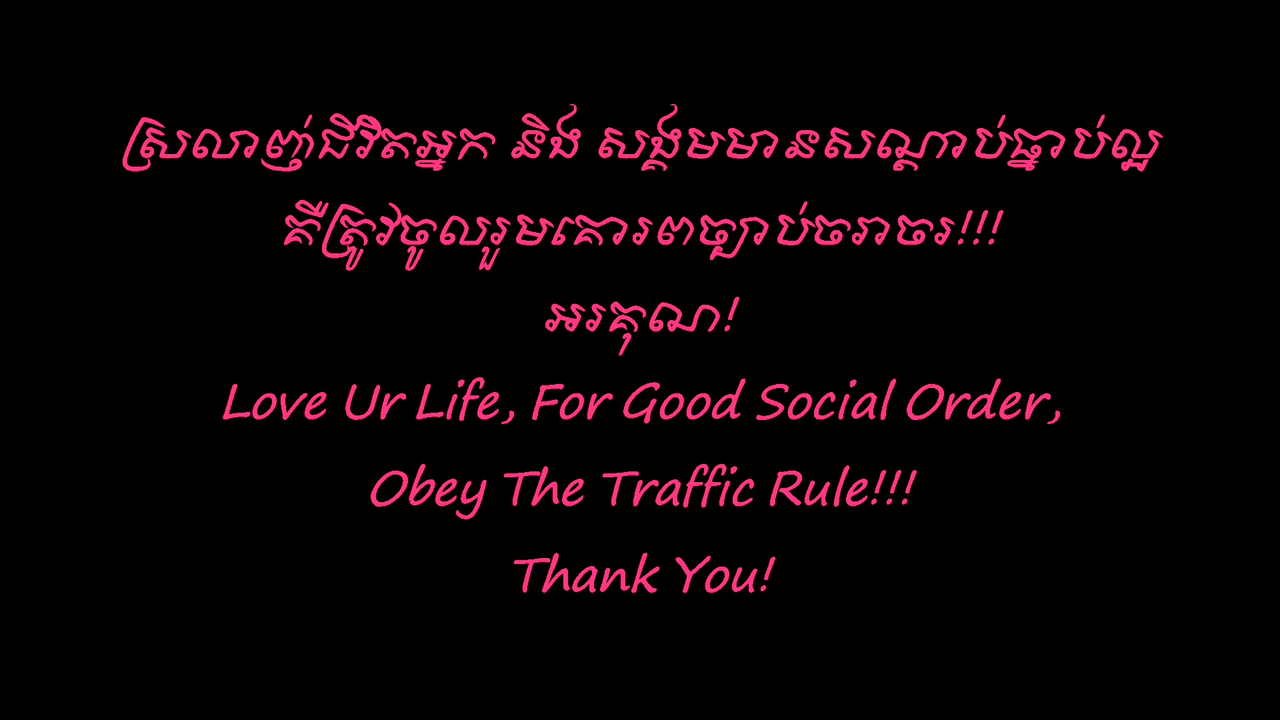 ស្រលាញ់ជីវិតអ្នក និង សង្គមមានសណ្ដាប់ធ្នាប់ល្អ
គឺត្រូវចូលរួមគោរពច្បាប់ចរាចរ!!!
អរគុណ!
Love Ur Life, For Good Social Order,
Obey The Traffic Rule!!!
Thank You!